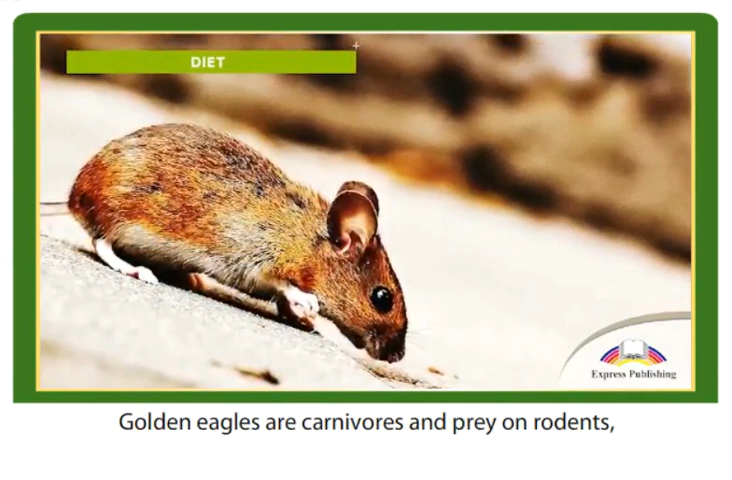 DIET
Express Publishing
Golden eagles are carnivores and prey on rodents,